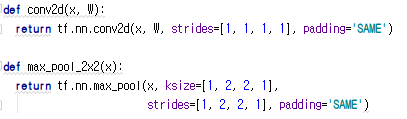 def conv2d(x, W):
return tf.nn.conv2d(x, W, strides=[1, 1, 1, 1], padding='SAME')
def max_pool_2x2(x):
return tf.nn.max_pool(x, ksize=[1, 2, 2, 1],
strides=[1, 2, 2, 1], padding='SAME')